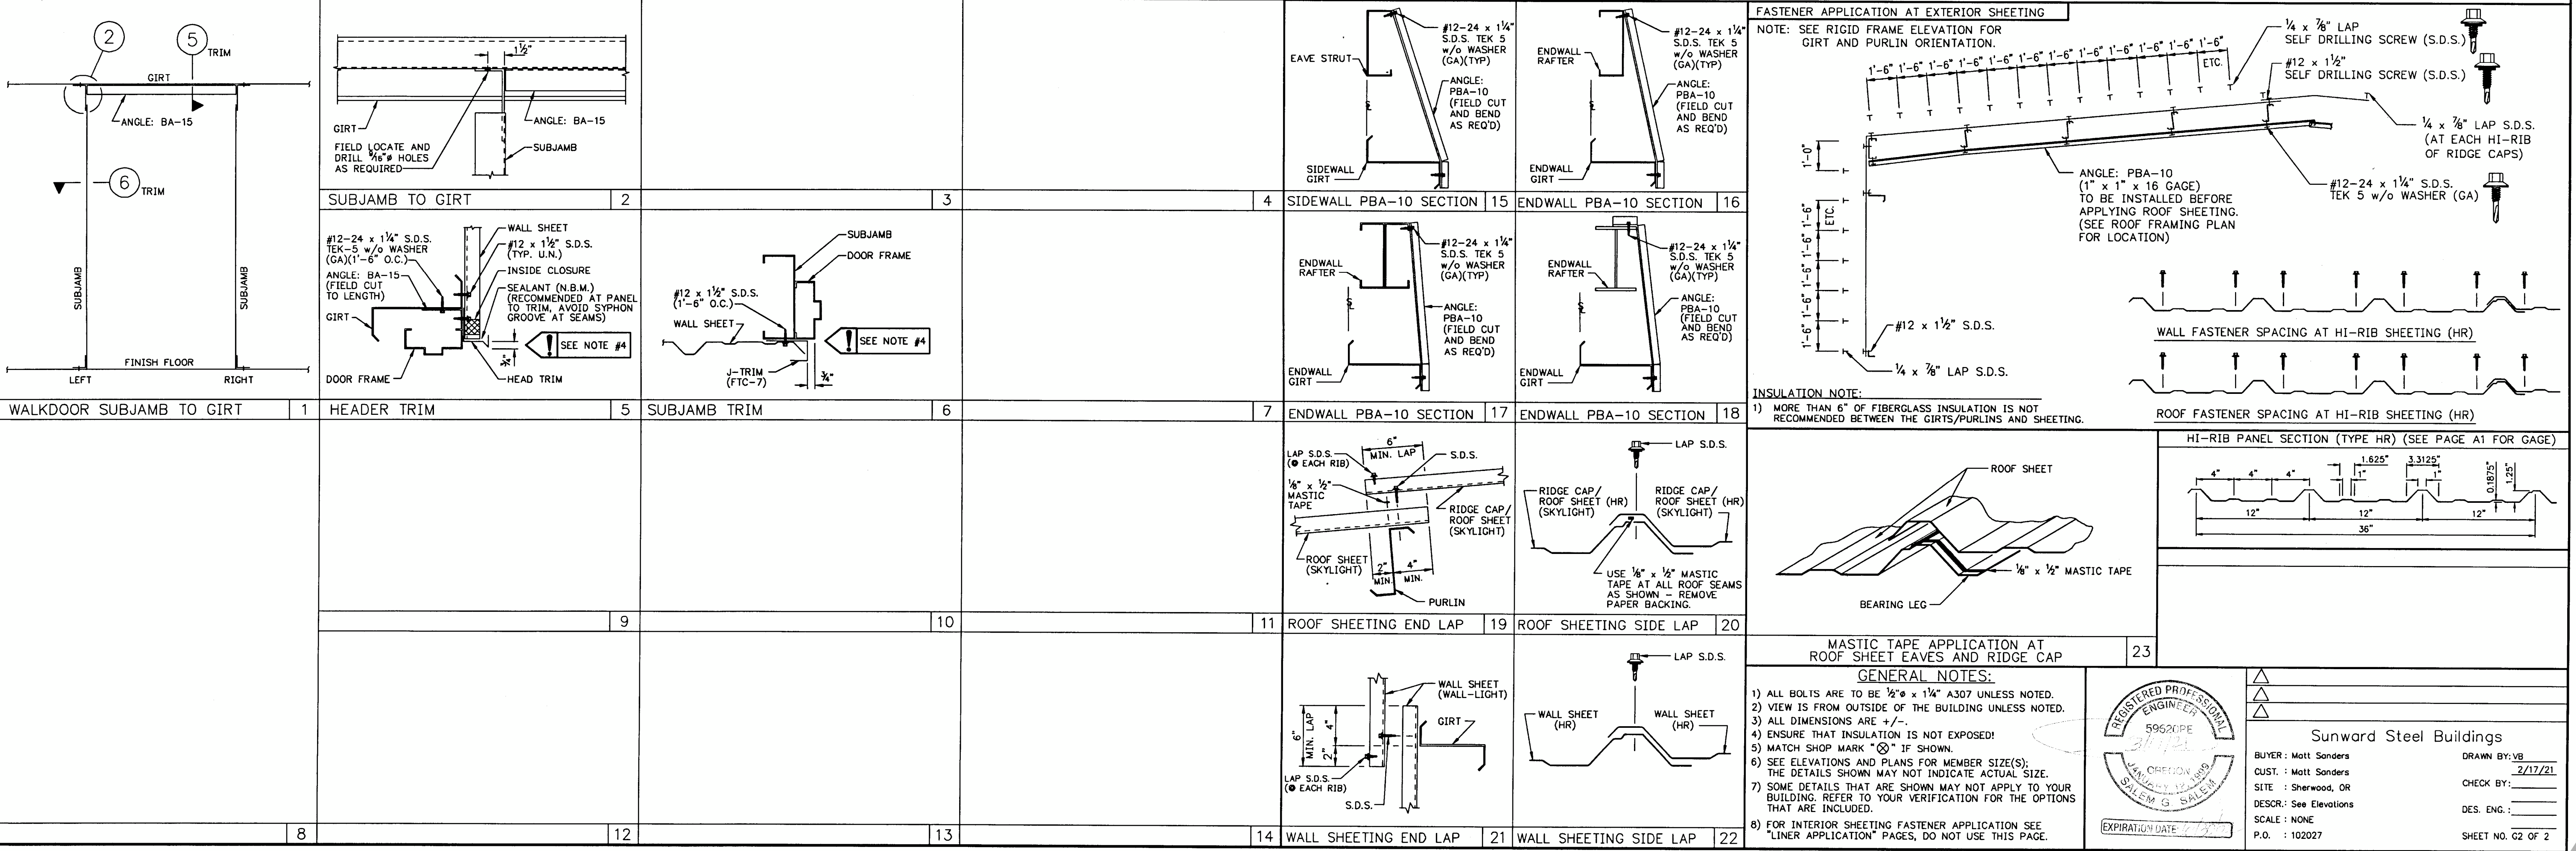 2
5
TRIM
GIRT
ANGLE: BA-15
6
TRIM
SUBJAMB
SUBJAMB
FINISH FLOOR
LEFT
RIGHT
WALKDOOR SUBJAMB TO GIRT
1
1½"
GIRT
ANGLE: BA-15
FIELD LOCATE AND
DRILL 9⁄16"ø HOLES
AS REQUIRED
SUBJAMB
SUBJAMB TO GIRT
2
3
4
#12-24 x 1¼" S.D.S.
TEK-5 w/o WASHER
(GA)(1'-6" O.C.)
ANGLE: BA-15
(FIELD CUT
TO LENGTH)
GIRT
DOOR FRAME
WALL SHEET
#12 x 1½" S.D.S.
(TYP. U.N.)
INSIDE CLOSURE
SEALANT (N.B.M.)
(RECOMMENDED AT PANEL
TO TRIM, AVOID SYPHON
GROOVE AT SEAMS)
! SEE NOTE #4
¾"
HEAD TRIM
HEADER TRIM
5
SUBJAMB
DOOR FRAME
#12 x 1½" S.D.S.
(1'-6" O.C.)
WALL SHEET
! SEE NOTE #4
J-TRIM
(FTC-7)
¾"
SUBJAMB TRIM
6
7
8
9
10
11
12
13
14
#12-24 x 1¼"
S.D.S. TEK 5
w/o WASHER
(GA)(TYP)
EAVE STRUT
ANGLE:
PBA-10
(FIELD CUT
AND BEND
AS REQ'D)
SIDEWALL
GIRT
SIDEWALL PBA-10 SECTION
15
#12-24 x 1¼"
S.D.S. TEK 5
w/o WASHER
(GA)(TYP)
ENDWALL
RAFTER
ANGLE:
PBA-10
(FIELD CUT
AND BEND
AS REQ'D)
ENDWALL
GIRT
ENDWALL PBA-10 SECTION
16
#12-24 x 1¼"
S.D.S. TEK 5
w/o WASHER
(GA)(TYP)
ENDWALL
RAFTER
ANGLE:
PBA-10
(FIELD CUT
AND BEND
AS REQ'D)
ENDWALL
GIRT
ENDWALL PBA-10 SECTION
17
#12-24 x 1¼"
S.D.S. TEK 5
w/o WASHER
(GA)(TYP)
ENDWALL
RAFTER
ANGLE:
PBA-10
(FIELD CUT
AND BEND
AS REQ'D)
ENDWALL
GIRT
ENDWALL PBA-10 SECTION
18
6"
MIN. LAP
LAP S.D.S.
(@ EACH RIB)
S.D.S.
⅛" x ½"
MASTIC
TAPE
RIDGE CAP/
ROOF SHEET
(SKYLIGHT)
ROOF SHEET
(SKYLIGHT)
2" 4"
MIN. MIN.
PURLIN
ROOF SHEETING END LAP
19
LAP S.D.S.
RIDGE CAP/
ROOF SHEET (HR)
(SKYLIGHT)
RIDGE CAP/
ROOF SHEET (HR)
(SKYLIGHT)
USE ⅛" x ½" MASTIC
TAPE AT ALL ROOF SEAMS
AS SHOWN - REMOVE
PAPER BACKING.
ROOF SHEETING SIDE LAP
20
WALL SHEET
(WALL-LIGHT)
6"
MIN. LAP
4"
2"
GIRT
LAP S.D.S.
(@ EACH RIB)
S.D.S.
WALL SHEETING END LAP
21
LAP S.D.S.
WALL SHEET
(HR)
WALL SHEET
(HR)
WALL SHEETING SIDE LAP
22
FASTENER APPLICATION AT EXTERIOR SHEETING
NOTE: SEE RIGID FRAME ELEVATION FOR
GIRT AND PURLIN ORIENTATION.
1'-6" 1'-6" 1'-6" 1'-6" 1'-6" 1'-6" 1'-6" 1'-6" 1'-6" 1'-6" 1'-6" 1'-6"
ETC.
¼ x ⅞" LAP
SELF DRILLING SCREW (S.D.S.)
#12 x 1½"
SELF DRILLING SCREW (S.D.S.)
¼ x ⅞" LAP S.D.S.
(AT EACH HI-RIB
OF RIDGE CAPS)
#12-24 x 1¼" S.D.S.
TEK 5 w/o WASHER (GA)
ANGLE: PBA-10
(1" x 1" x 16 GAGE)
TO BE INSTALLED BEFORE
APPLYING ROOF SHEETING.
(SEE ROOF FRAMING PLAN
FOR LOCATION)
1'-0"
ETC.
1'-6" 1'-6" 1'-6" 1'-6" 1'-6"
#12 x 1½" S.D.S.
¼ x ⅞" LAP S.D.S.
WALL FASTENER SPACING AT HI-RIB SHEETING (HR)
ROOF FASTENER SPACING AT HI-RIB SHEETING (HR)
INSULATION NOTE:
1) MORE THAN 6" OF FIBERGLASS INSULATION IS NOT
RECOMMENDED BETWEEN THE GIRTS/PURLINS AND SHEETING.
ROOF SHEET
⅛" x ½" MASTIC TAPE
BEARING LEG
MASTIC TAPE APPLICATION AT
ROOF SHEET EAVES AND RIDGE CAP
23
HI-RIB PANEL SECTION (TYPE HR) (SEE PAGE A1 FOR GAGE)
4" 4" 4"
1.625"
1"
3.3125"
1"
0.1875"
1.25"
12" 12" 12"
36"
GENERAL NOTES:
1) ALL BOLTS ARE TO BE ½"ø x 1¼" A307 UNLESS NOTED.
2) VIEW IS FROM OUTSIDE OF THE BUILDING UNLESS NOTED.
3) ALL DIMENSIONS ARE +/-.
4) ENSURE THAT INSULATION IS NOT EXPOSED!
5) MATCH SHOP MARK "⊗" IF SHOWN.
6) SEE ELEVATIONS AND PLANS FOR MEMBER SIZE(S);
THE DETAILS SHOWN MAY NOT INDICATE ACTUAL SIZE.
7) SOME DETAILS THAT ARE SHOWN MAY NOT APPLY TO YOUR
BUILDING. REFER TO YOUR VERIFICATION FOR THE OPTIONS
THAT ARE INCLUDED.
8) FOR INTERIOR SHEETING FASTENER APPLICATION SEE
"LINER APPLICATION" PAGES, DO NOT USE THIS PAGE.
REGISTERED PROFESSIONAL
ENGINEER
59520PE
OREGON
SALEM G. SALEM
EXPIRATION DATE
Sunward Steel Buildings
BUYER : Matt Sanders
CUST. : Matt Sanders
SITE : Sherwood, OR
DESCR.: See Elevations
SCALE : NONE
P.O. : 102027
DRAWN BY: VB
2/17/21
CHECK BY:
DES. ENG. :
SHEET NO. G2 OF 2